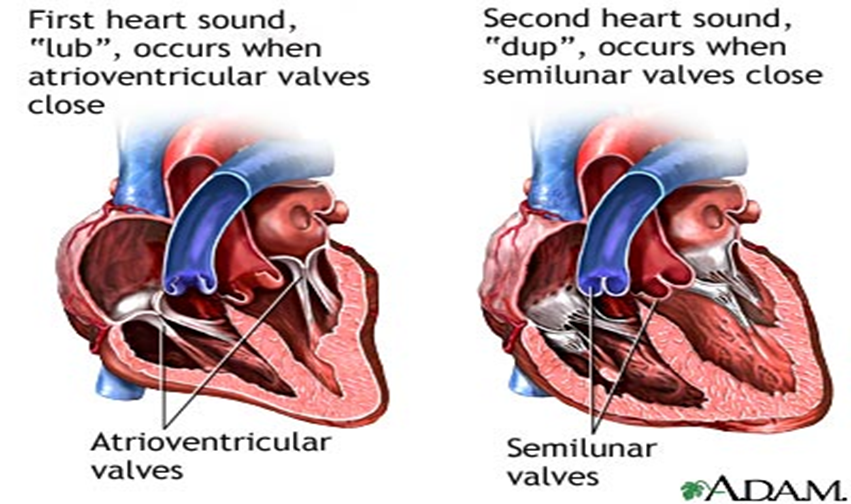 First heart sound,
“lub”, occurs when
atrioventricular valves
close
Second heart sound,
“dup”, occurs when
semilunar valves close
Atrioventricular
valves
Semilunar
valves
A.D.A.M.